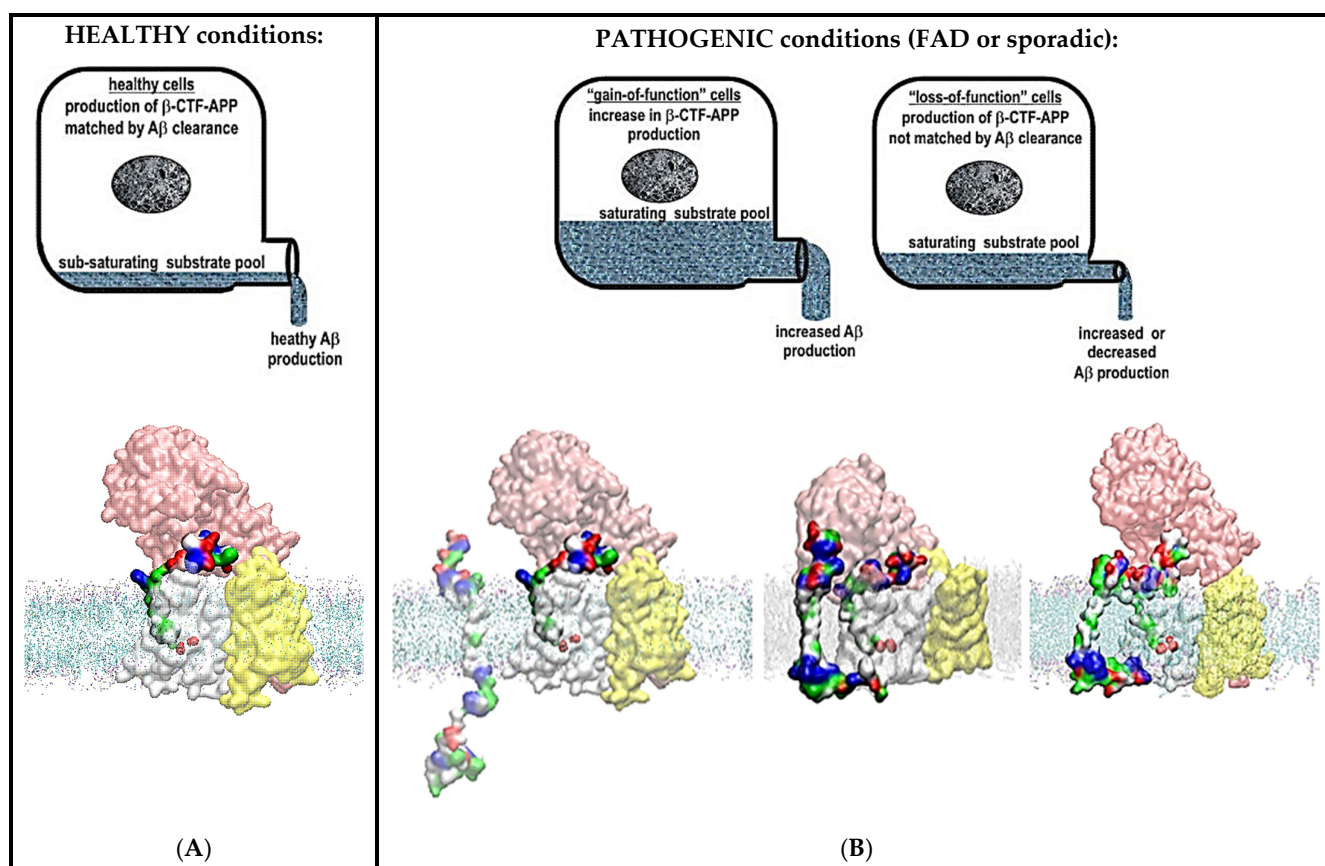 HEALTHY conditions:
healthy cells
production of β-CTF-APP
matched by Aβ clearance
sub-saturating substrate pool
heathy Aβ
production
(A)
PATHOGENIC conditions (FAD or sporadic):
“gain-of-function” cells
increase in β-CTF-APP
production
saturating substrate pool
increased Aβ
production
“loss-of-function” cells
production of β-CTF-APP
not matched by Aβ clearance
saturating substrate pool
increased or
decreased
Aβ production
(B)